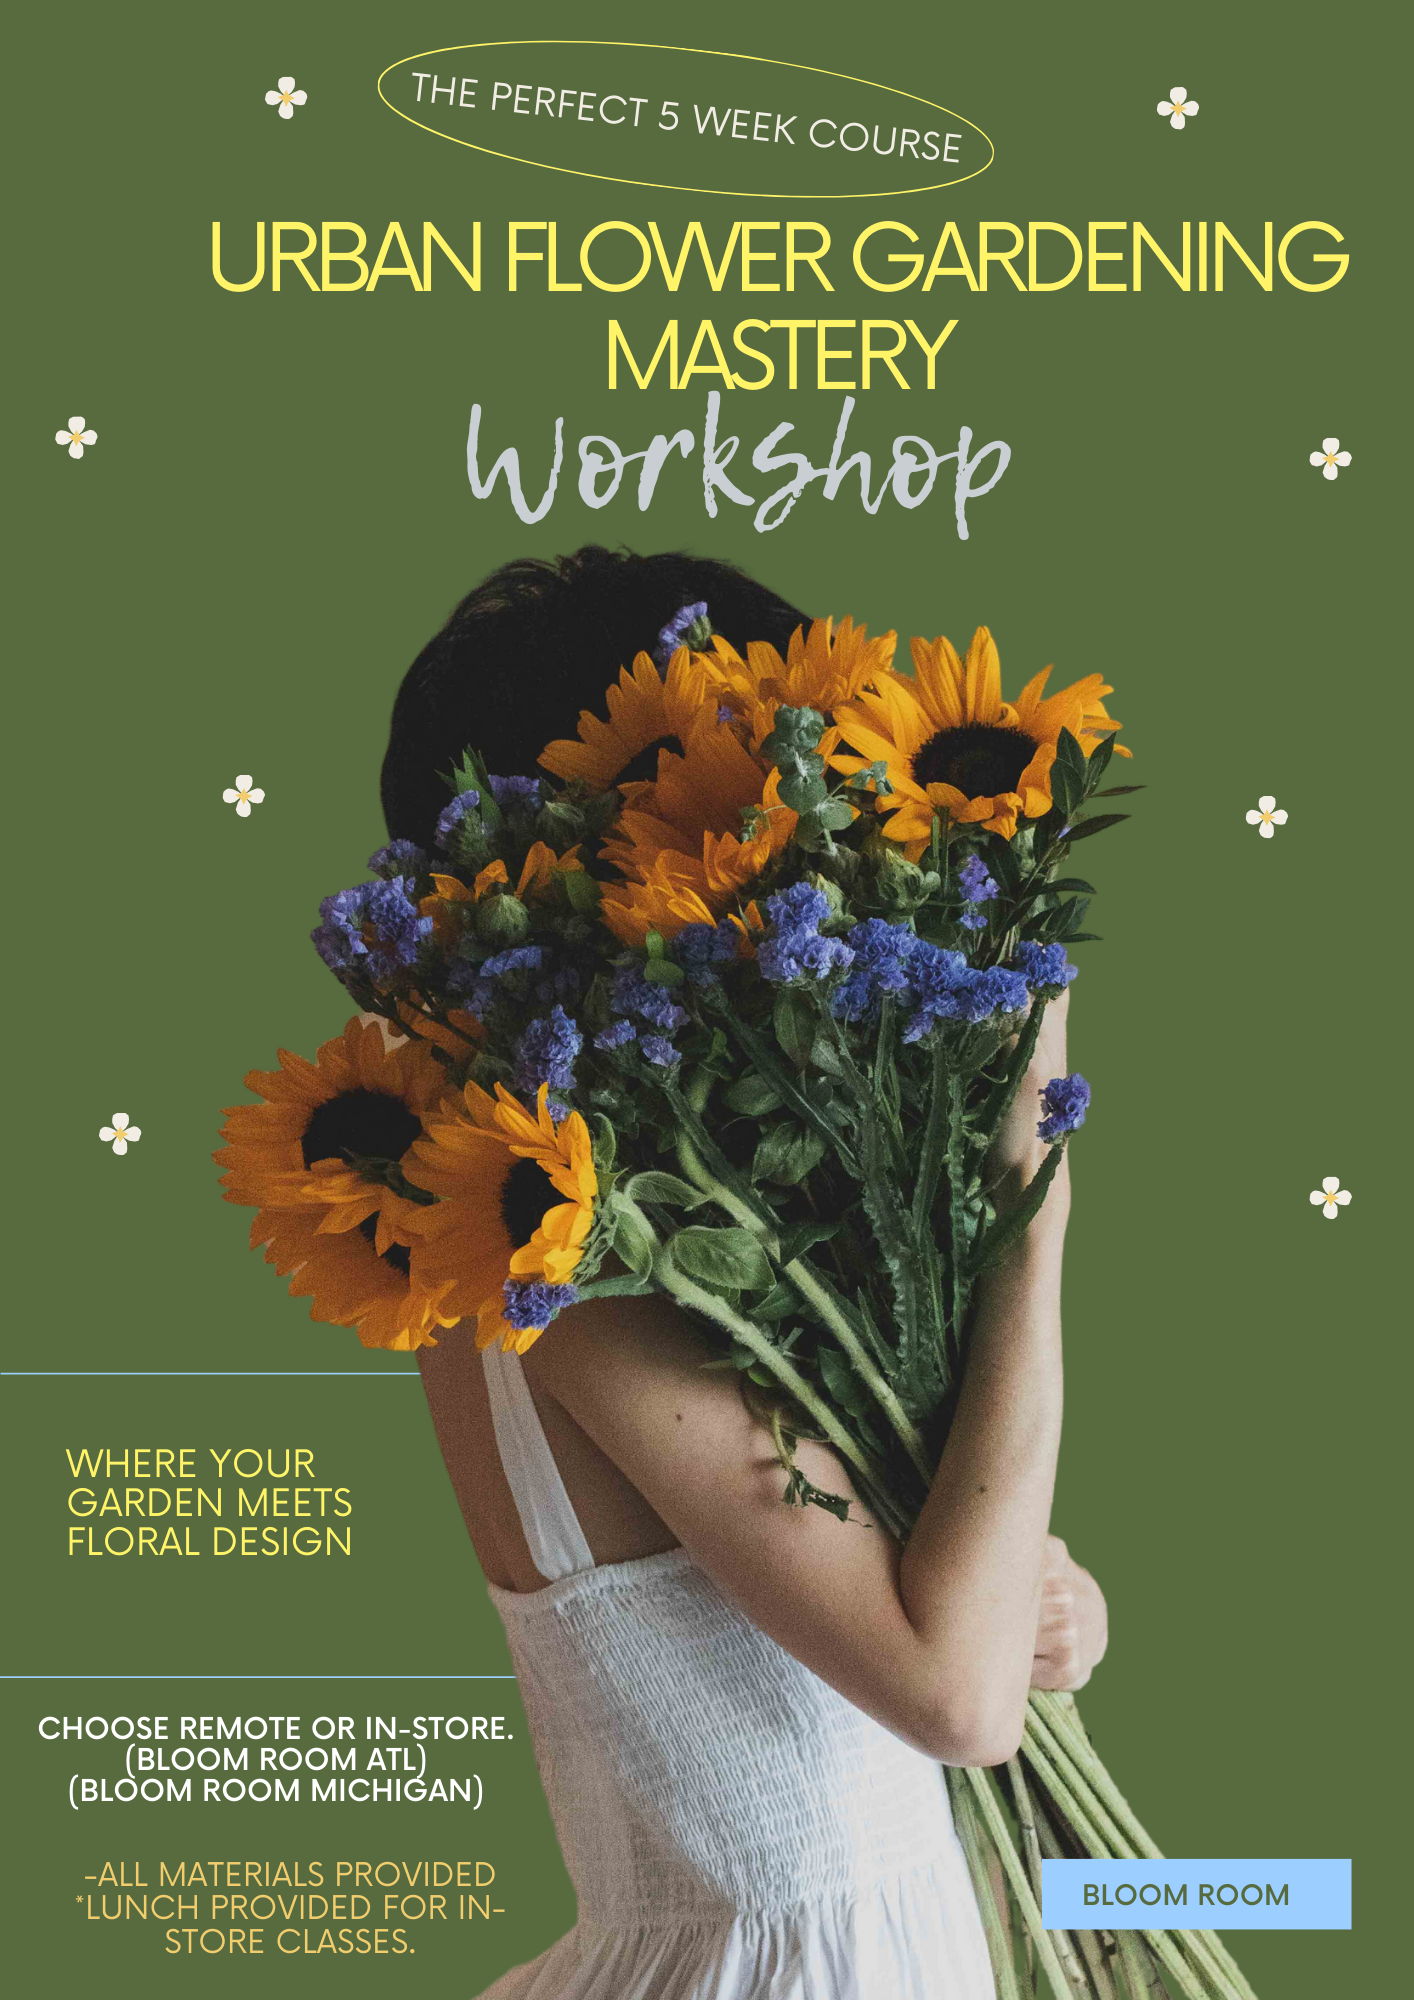 THE PERFECT 5 WEEK COURSE
URBAN FLOWER GARDENING
MASTERY
Workshop
WHERE YOUR
GARDEN MEETS
FLORAL DESIGN
CHOOSE REMOTE OR IN-STORE.
(BLOOM ROOM ATL)
(BLOOM ROOM MICHIGAN)
-ALL MATERIALS PROVIDED
*LUNCH PROVIDED FOR IN-
STORE CLASSES.
BLOOM ROOM